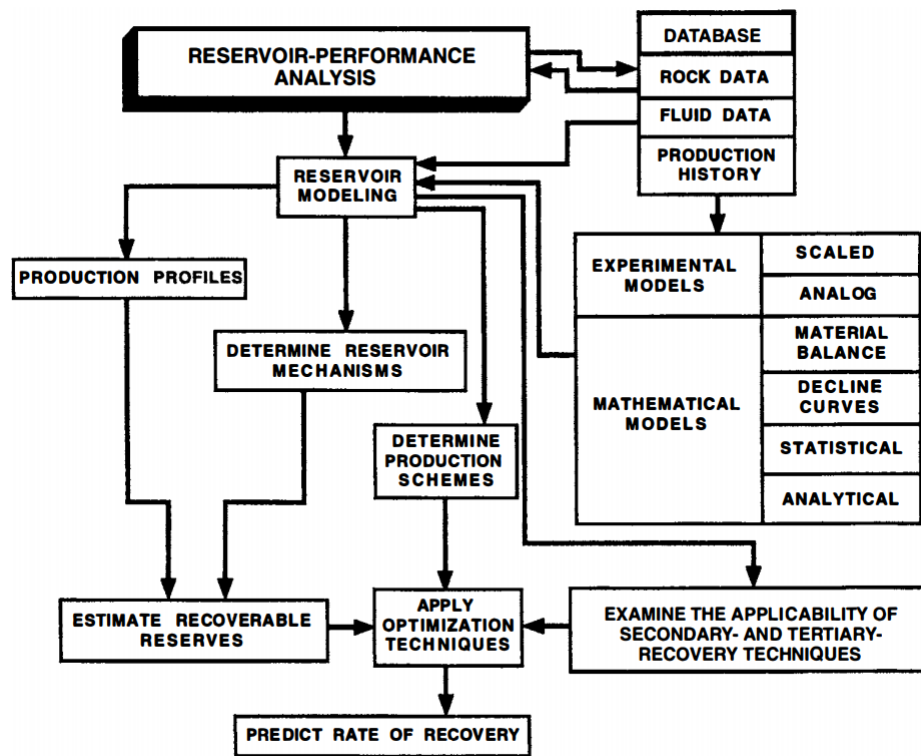 RESERVOIR-PERFORMANCE
ANALYSIS
DATABASE
ROCK DATA
FLUID DATA
PRODUCTION
HISTORY
RESERVOIR
MODELING
EXPERIMENTAL
MODELS
SCALED
ANALOG
PRODUCTION PROFILES
DETERMINE RESERVOIR
MECHANISMS
MATHEMATICAL
MODELS
MATERIAL
BALANCE
DECLINE
CURVES
STATISTICAL
ANALYTICAL
DETERMINE
PRODUCTION
SCHEMES
ESTIMATE RECOVERABLE
RESERVES
APPLY
OPTIMIZATION
TECHNIQUES
EXAMINE THE APPLICABILITY OF
SECONDARY- AND TERTIARY-
RECOVERY TECHNIQUES
PREDICT RATE OF RECOVERY